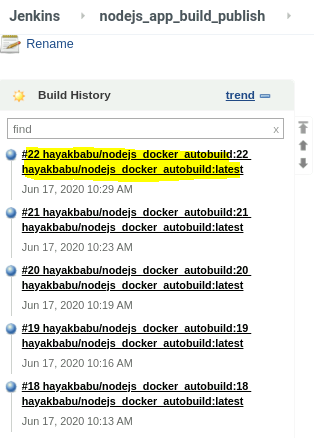 Jenkins nodejs_app_build_publish
Rename
Build History trend
find x
#22 hayakbabu/nodejs_docker_autobuild:22
hayakbabu/nodejs_docker_autobuild:latest
Jun 17, 2020 10:29 AM
#21 hayakbabu/nodejs_docker_autobuild:21
hayakbabu/nodejs_docker_autobuild:latest
Jun 17, 2020 10:23 AM
#20 hayakbabu/nodejs_docker_autobuild:20
hayakbabu/nodejs_docker_autobuild:latest
Jun 17, 2020 10:19 AM
#19 hayakbabu/nodejs_docker_autobuild:19
hayakbabu/nodejs_docker_autobuild:latest
Jun 17, 2020 10:16 AM
#18 hayakbabu/nodejs_docker_autobuild:18
hayakbabu/nodejs_docker_autobuild:latest
Jun 17, 2020 10:13 AM